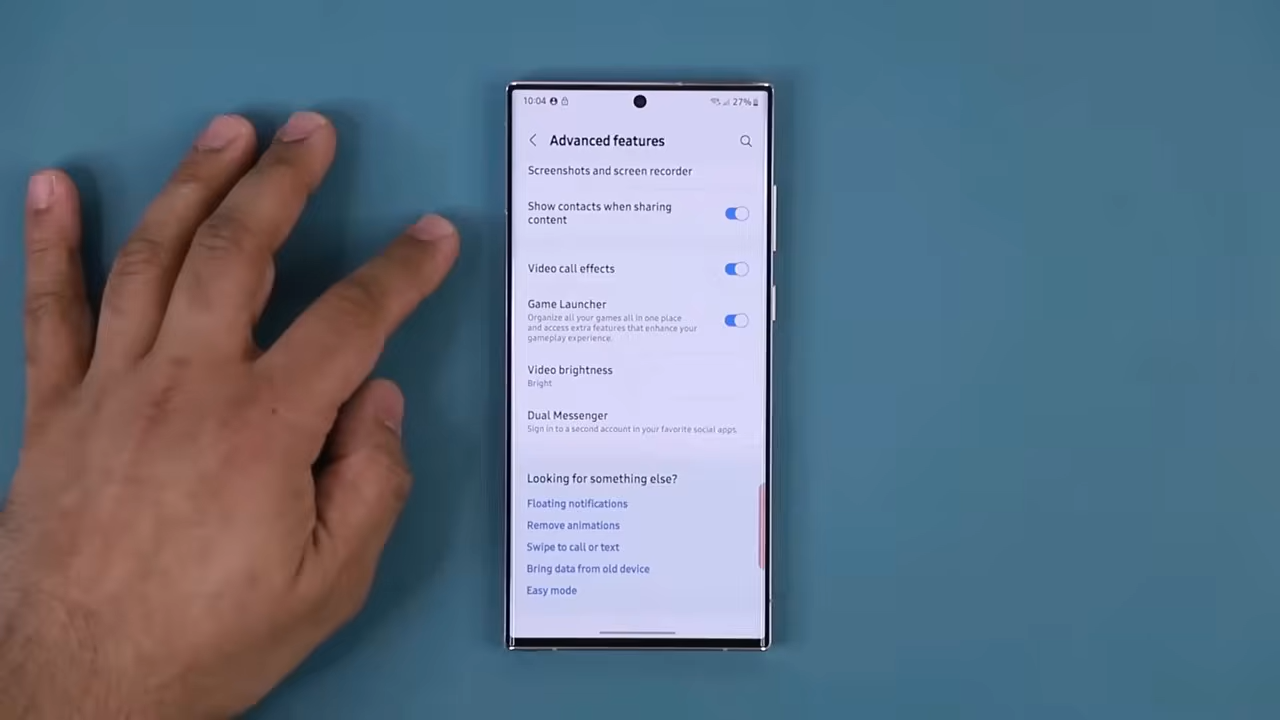 10:04
27%
Advanced features
Screenshots and screen recorder
Show contacts when sharing
content
Video call effects
Game Launcher
Organize all your games all in one place
and access extra features that enhance your
gameplay experience.
Video brightness
Bright
Dual Messenger
Sign in to a second account in your favorite social apps.
Looking for something else?
Floating notifications
Remove animations
Swipe to call or text
Bring data from old device
Easy mode